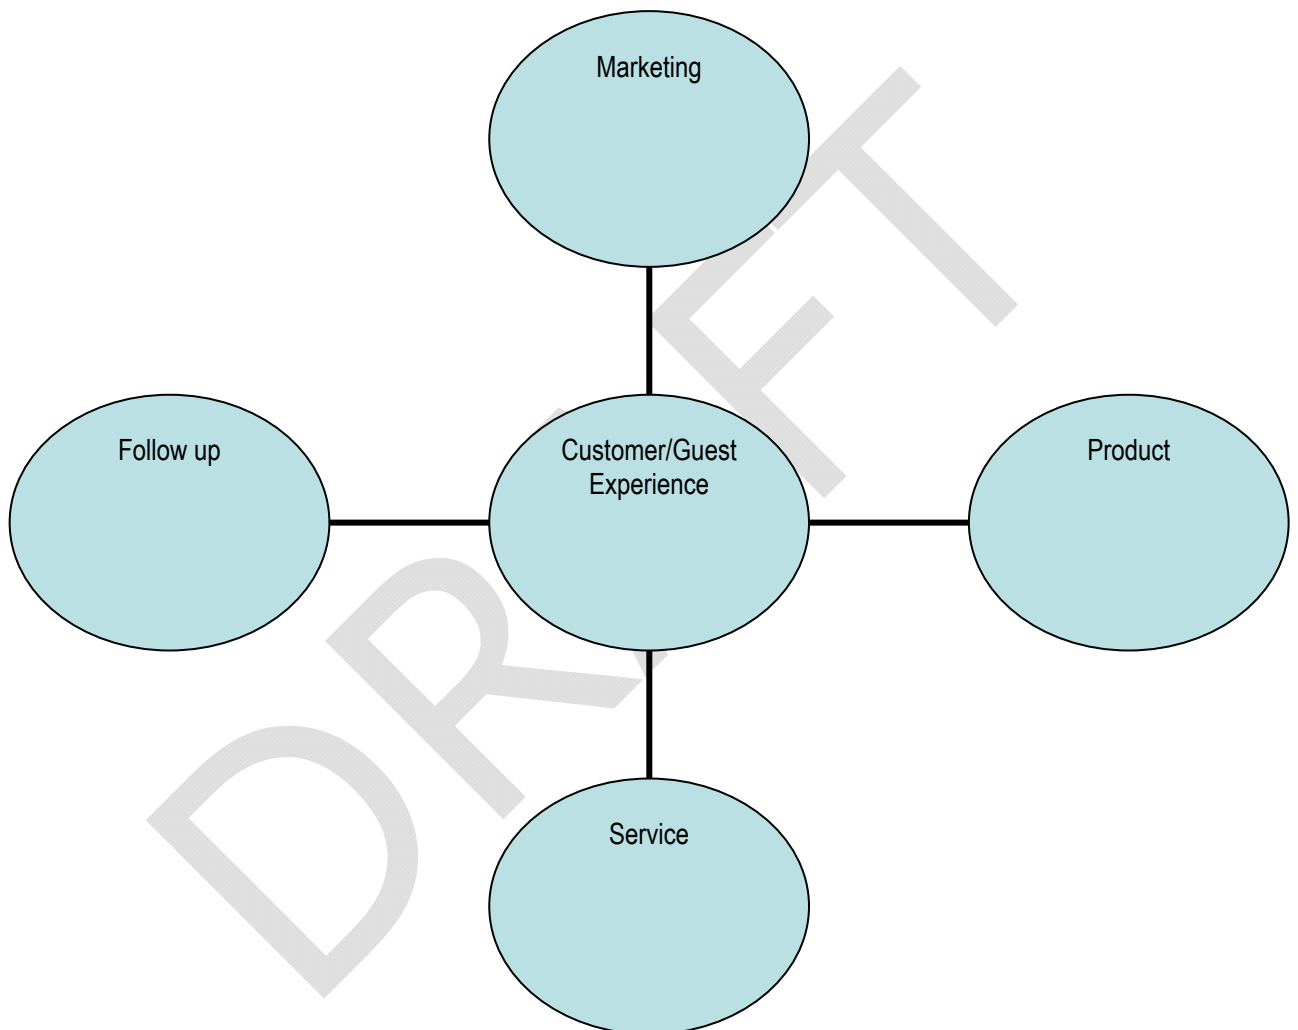 Marketing
Follow up
Customer/Guest
Experience
Product
Service
DRAFT